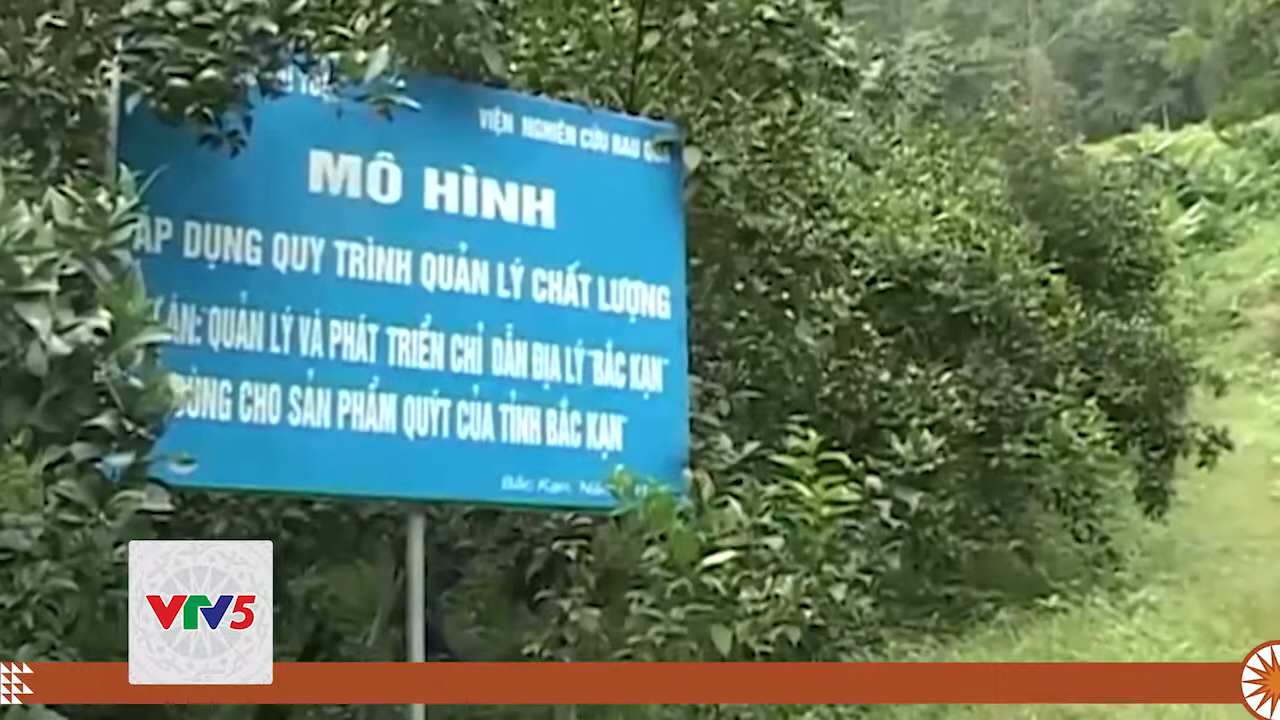 VIỆN NGHIÊN CỨU RAU
MÔ HÌNH
ÁP DỤNG QUY TRÌNH QUẢN LÝ CHẤT LƯỢNG
ÁN: "QUẢN LÝ VÀ PHÁT TRIỂN CHỈ DẪN ĐỊA LÝ "BẮC KẠN"
DÙNG CHO SẢN PHẨM QUÝT CỦA TỈNH BẮC KẠN"
Bắc Kạn, Năm
VTV5